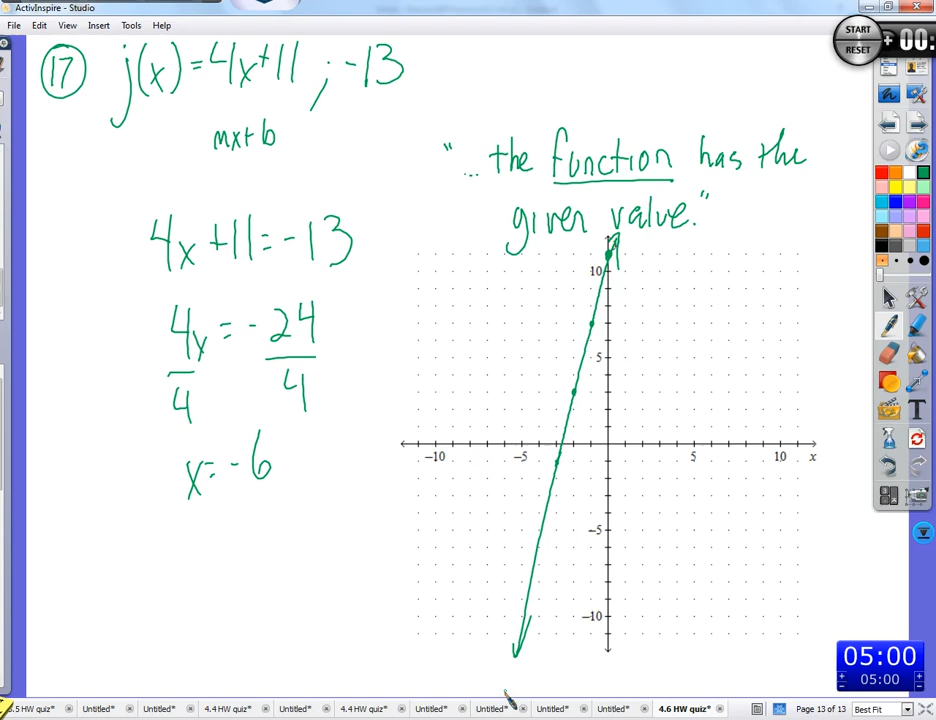 ActivInspire - Studio
File Edit View Insert Tools Help
START
RESET
00:
17 j(x) = 4x+11 ; -13
mx+b
"... the function has the
given value."
4x+11 = -13
4x = -24
4 4
x = -6
10
5
-10 -5 5 10 x
-5
-10
T
05:00
05:00
.5 HW quiz* Untitled* Untitled* 4.4 HW quiz* Untitled* 4.4 HW quiz* Untitled* Untitled* Untitled* Untitled* 4.6 HW quiz* Page 13 of 13 Best Fit